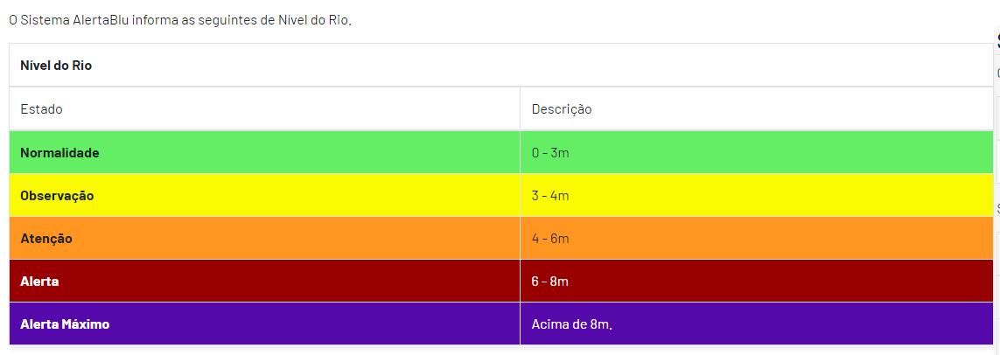 O Sistema AlertaBlu informa as seguintes de Nível do Rio.
Nível do Rio
Estado Descrição
Normalidade 0 - 3m
Observação 3 - 4m
Atenção 4 - 6m
Alerta 6 - 8m
Alerta Máximo Acima de 8m.